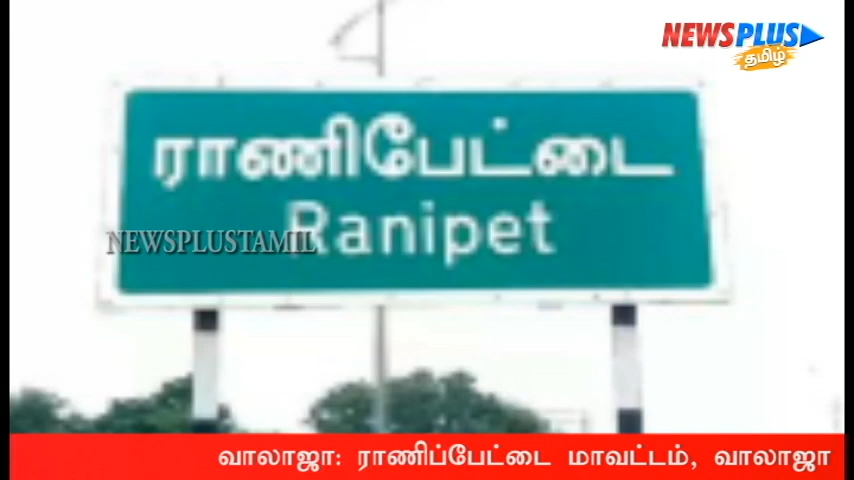 NEWSPLUS
தமிழ்
ராணிபேட்டை
Ranipet
NEWSPLUSTAMIL
வாலாஜா: ராணிப்பேட்டை மாவட்டம், வாலாஜா